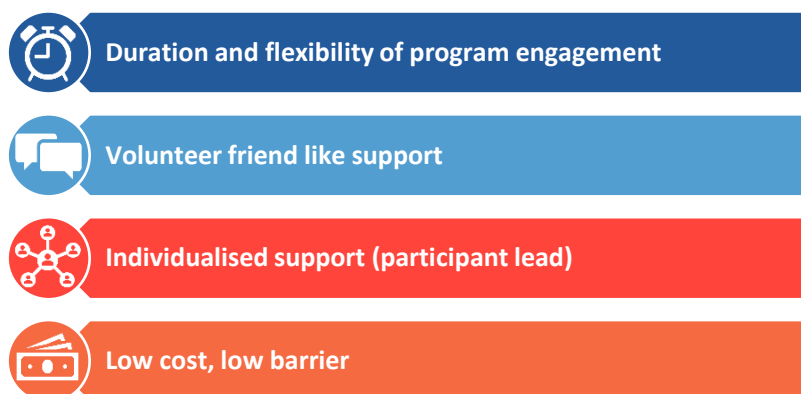 Duration and flexibility of program engagement
Volunteer friend like support
Individualised support (participant lead)
Low cost, low barrier